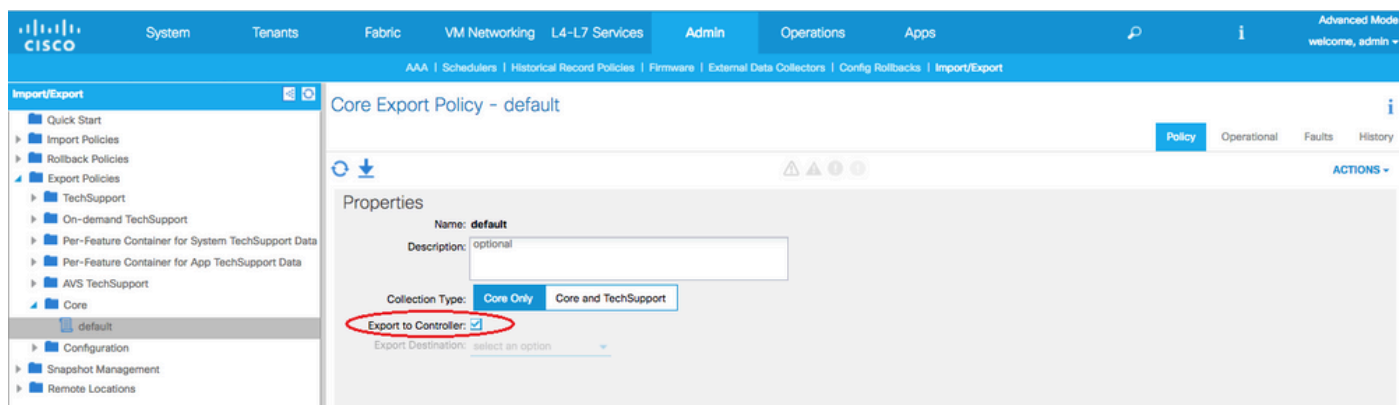 CISCO
System Tenants Fabric VM Networking L4-L7 Services Admin Operations Apps i
Advanced Mode
welcome, admin
AAA | Schedulers | Historical Record Policies | Firmware | External Data Collectors | Config Rollbacks | Import/Export
Import/Export
Quick Start
Import Policies
Rollback Policies
Export Policies
TechSupport
On-demand TechSupport
Per-Feature Container for System TechSupport Data
Per-Feature Container for App TechSupport Data
AVS TechSupport
Core
default
Configuration
Snapshot Management
Remote Locations
Core Export Policy - default
i
Policy Operational Faults History
ACTIONS
Properties
Name: default
Description: optional
Collection Type: Core Only Core and TechSupport
Export to Controller:
Export Destination: select an option